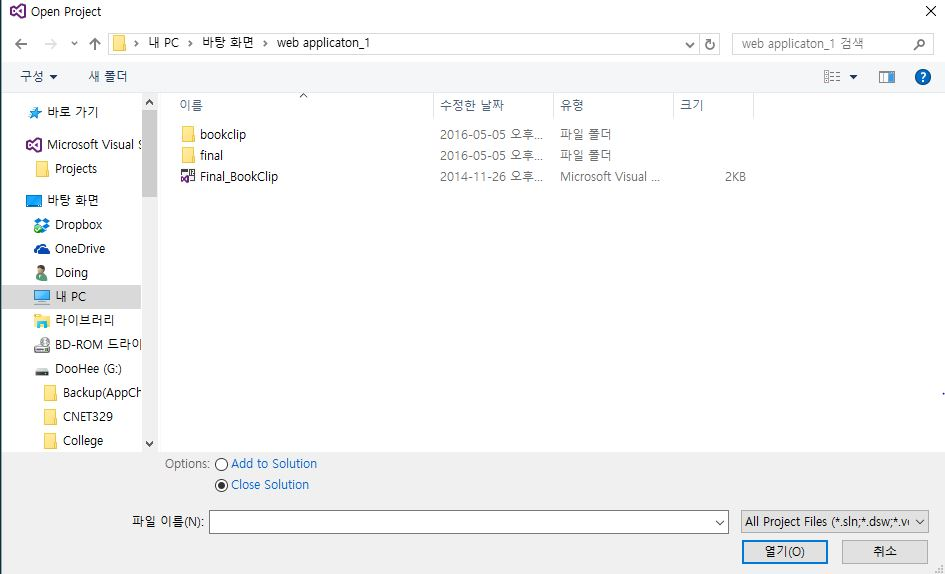 Open Project
내 PC > 바탕 화면 > web applicaton_1
web applicaton_1 검색
구성
새 폴더
바로 가기
Microsoft Visual S
Projects
바탕 화면
Dropbox
OneDrive
Doing
내 PC
라이브러리
BD-ROM 드라이
DooHee (G:)
Backup(AppCh
CNET329
College
이름 수정한 날짜 유형 크기
bookclip 2016-05-05 오후... 파일 폴더
final 2016-05-05 오후... 파일 폴더
Final_BookClip 2014-11-26 오후... Microsoft Visual ... 2KB
Options: Add to Solution
Close Solution
파일 이름(N):
All Project Files (*.sln;*.dsw;*.vc
열기(O) 취소